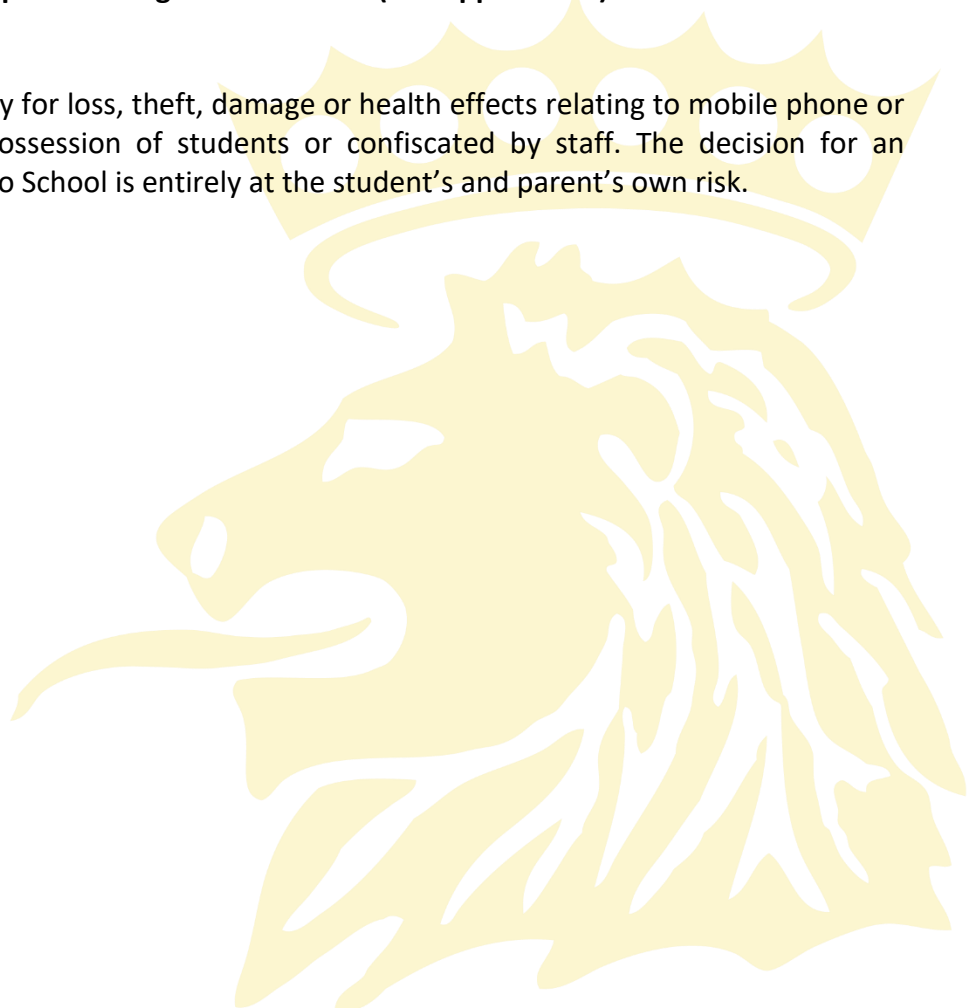 y for loss, theft, damage or health effects relating to mobile phone or
ossession of students or confiscated by staff. The decision for an
o School is entirely at the student's and parent's own risk.